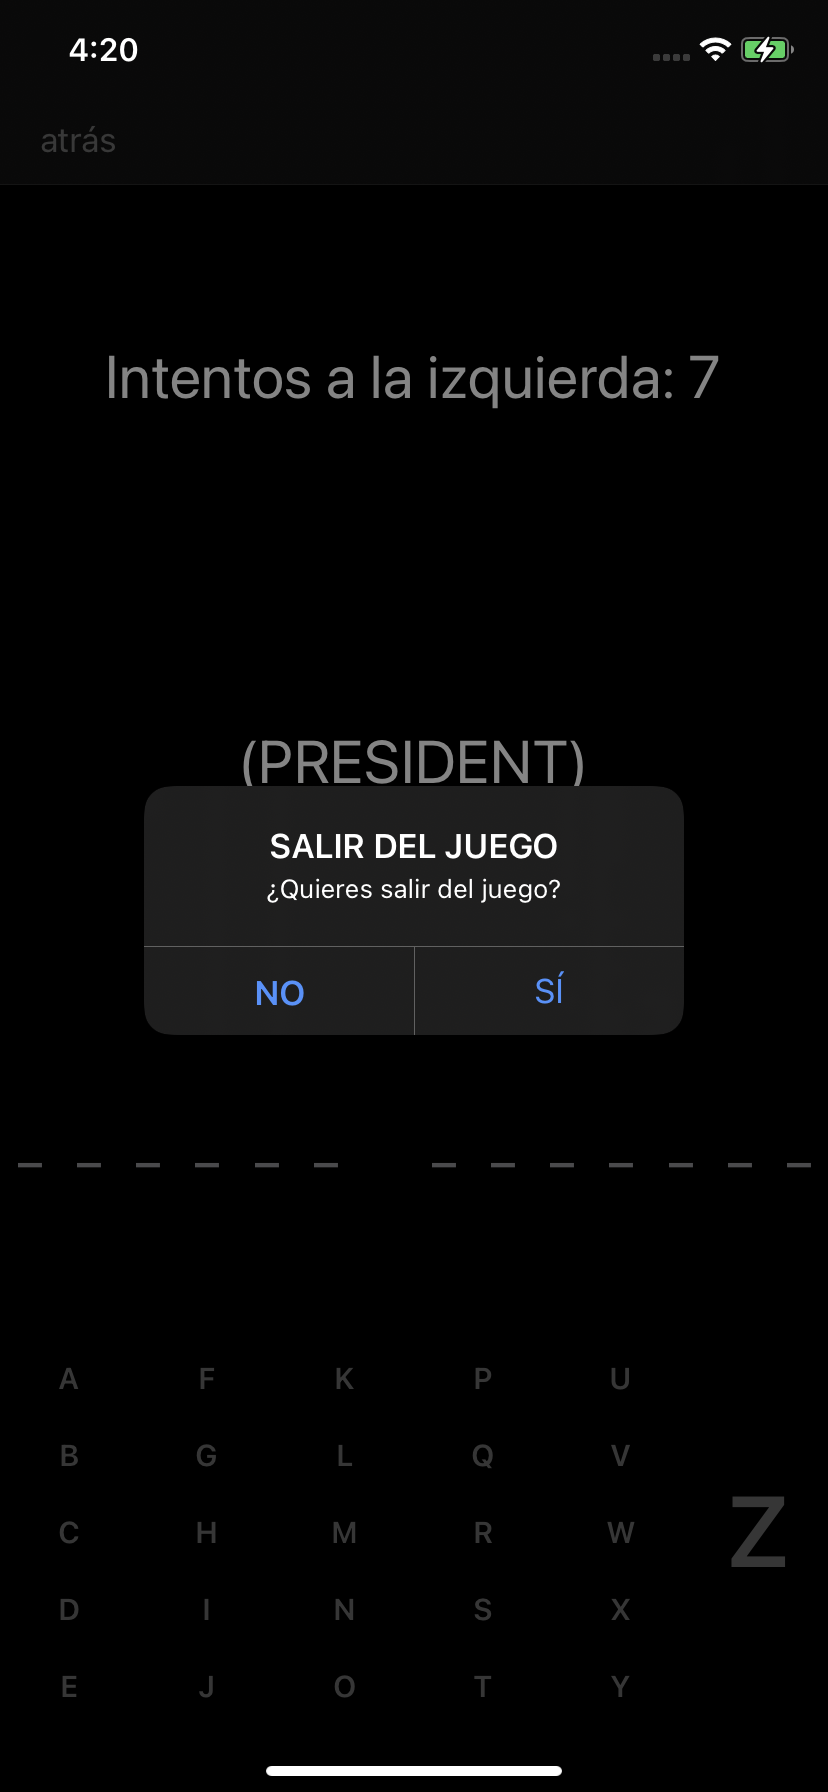 4:20
atrás
Intentos a la izquierda: 7
(PRESIDENT)
SALIR DEL JUEGO
¿Quieres salir del juego?
NO SÍ
_ _ _ _ _ _  _ _ _ _ _ _ _
A F K P U
B G L Q V
C H M R W Z
D I N S X
E J O T Y